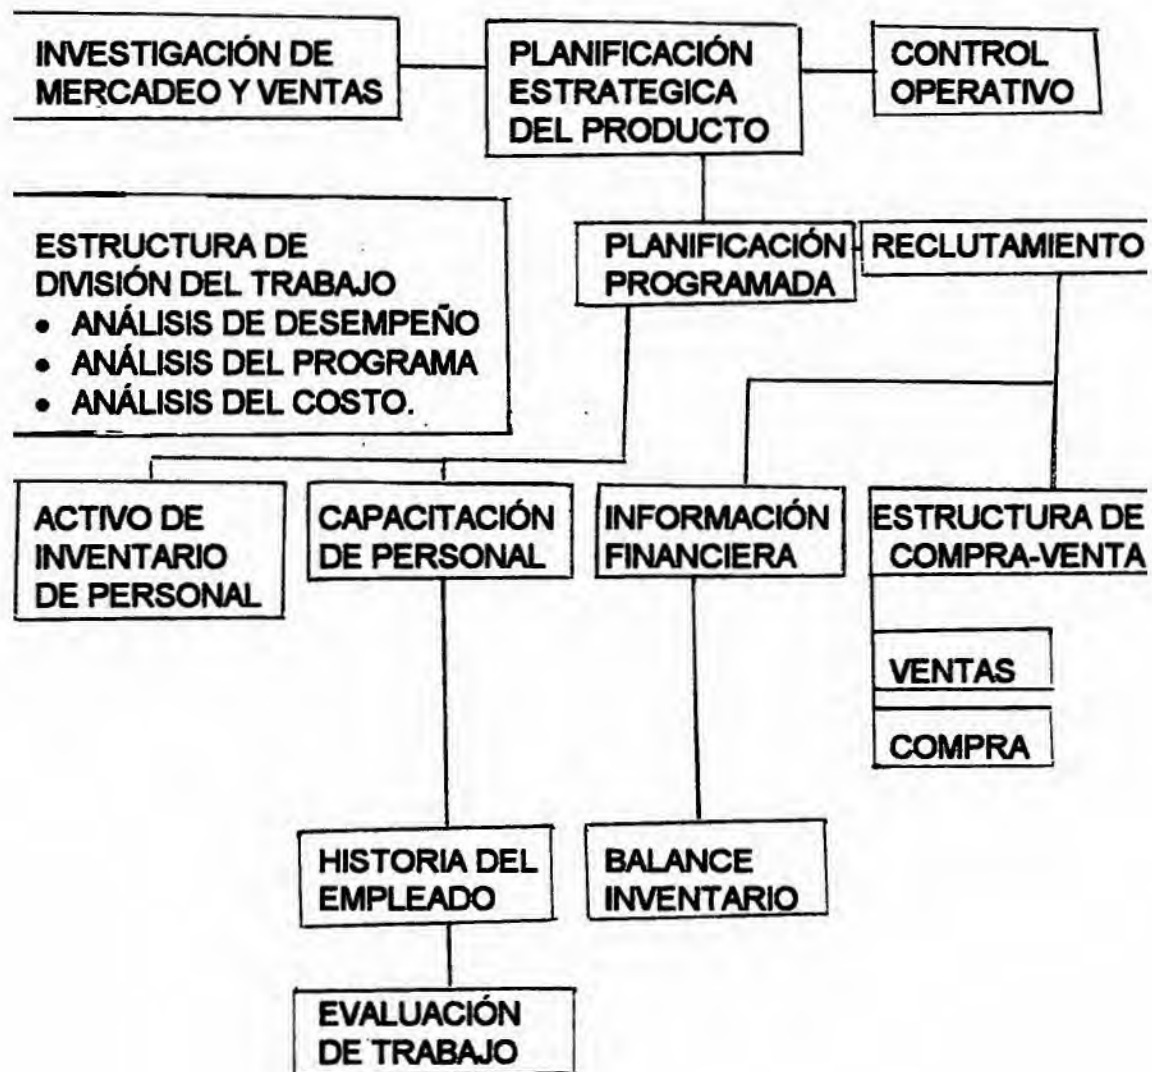 INVESTIGACIÓN DE
MERCADEO Y VENTAS
PLANIFICACIÓN
ESTRATEGICA
DEL PRODUCTO
CONTROL
OPERATIVO
ESTRUCTURA DE
DIVISIÓN DEL TRABAJO
• ANÁLISIS DE DESEMPEÑO
• ANÁLISIS DEL PROGRAMA
• ANÁLISIS DEL COSTO.
PLANIFICACIÓN
PROGRAMADA
RECLUTAMIENTO
ACTIVO DE
INVENTARIO
DE PERSONAL
CAPACITACIÓN
DE PERSONAL
INFORMACIÓN
FINANCIERA
ESTRUCTURA DE
COMPRA-VENTA
VENTAS
COMPRA
HISTORIA DEL
EMPLEADO
BALANCE
INVENTARIO
EVALUACIÓN
DE TRABAJO